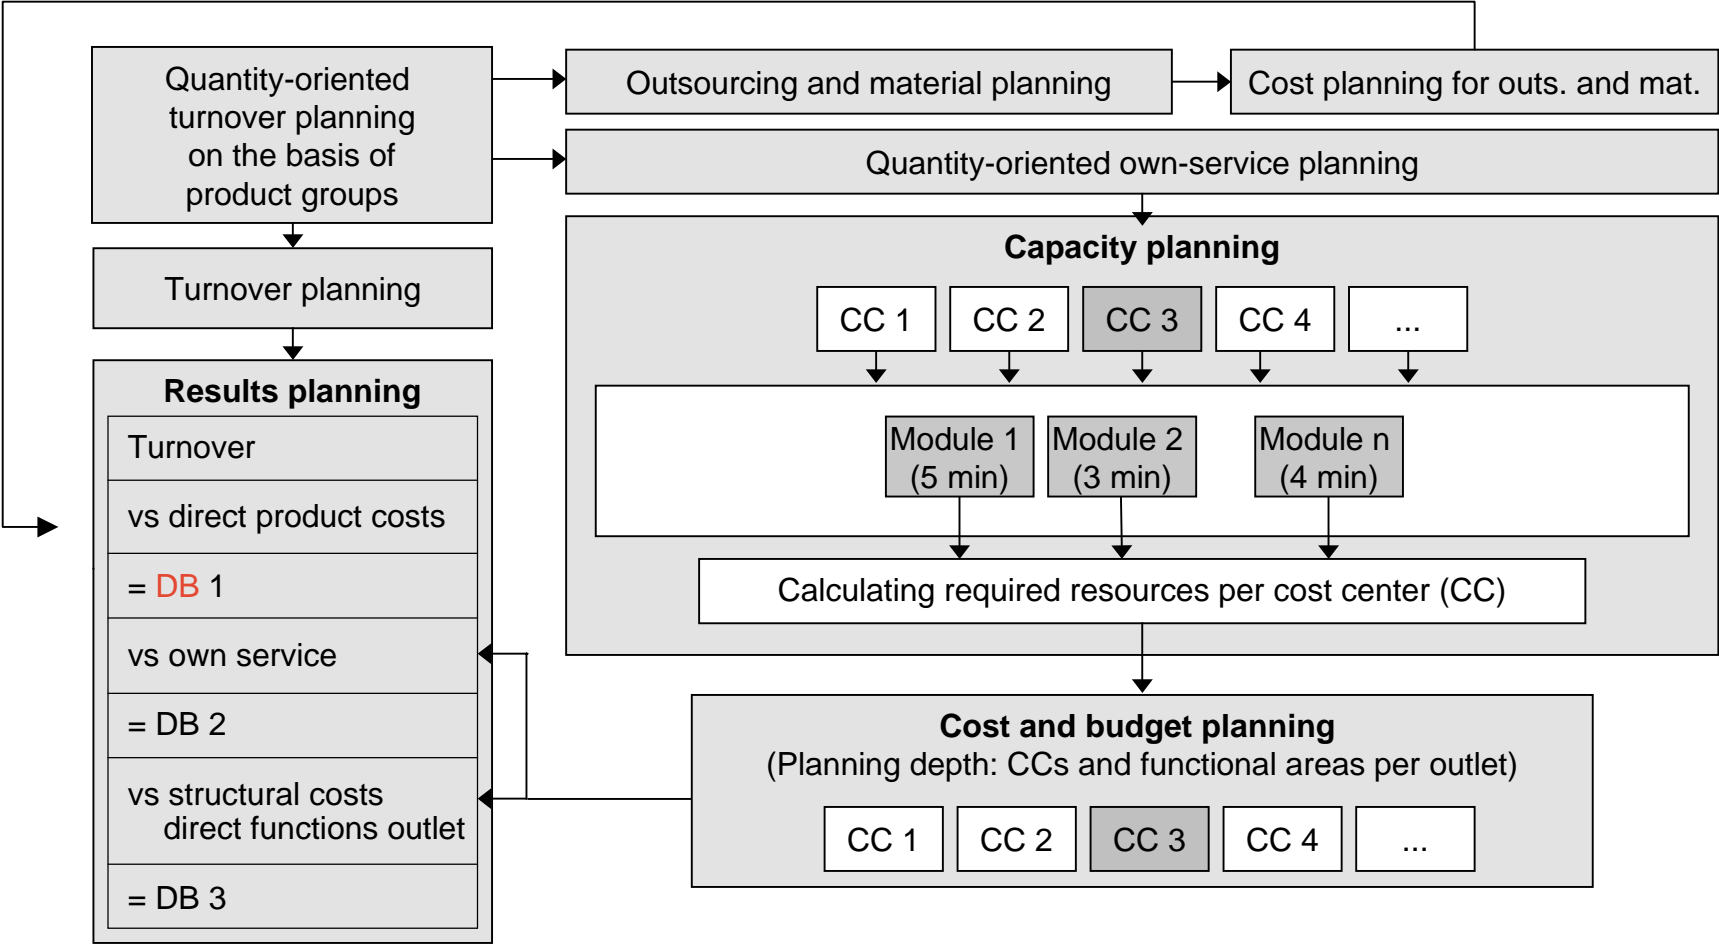 Quantity-oriented
turnover planning
on the basis of
product groups
Outsourcing and material planning
Cost planning for outs. and mat.
Quantity-oriented own-service planning
Turnover planning
Capacity planning
CC 1
CC 2
CC 3
CC 4
...
Module 1
(5 min)
Module 2
(3 min)
Module n
(4 min)
Calculating required resources per cost center (CC)
Results planning
Turnover
vs direct product costs
= DB 1
vs own service
= DB 2
vs structural costs
direct functions outlet
= DB 3
Cost and budget planning
(Planning depth: CCs and functional areas per outlet)
CC 1
CC 2
CC 3
CC 4
...